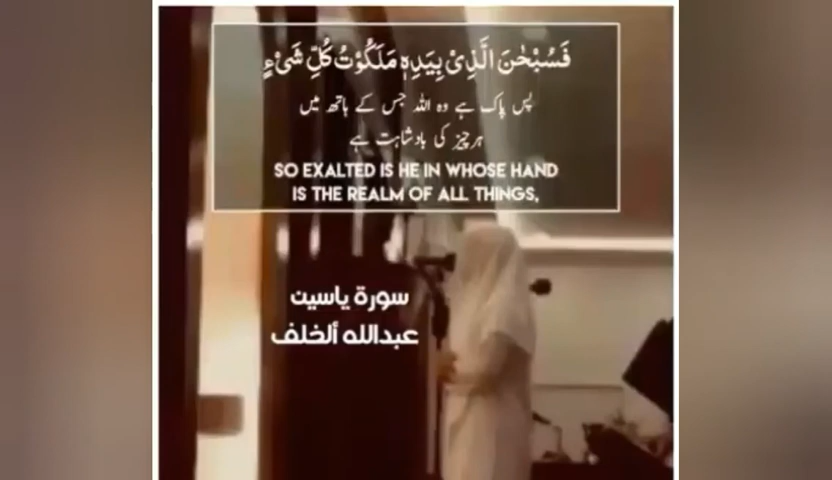 فَسُبْحٰنَ الَّذِیْ بِیَدِهٖ مَلَكُوْتُ كُلِّ شَیْءٍ
پس پاک ہے وہ اللہ جس کے ہاتھ میں
ہر چیز کی بادشاہت ہے
SO EXALTED IS HE IN WHOSE HAND
IS THE REALM OF ALL THINGS,
سورة ياسين
عبدالله ألخلف